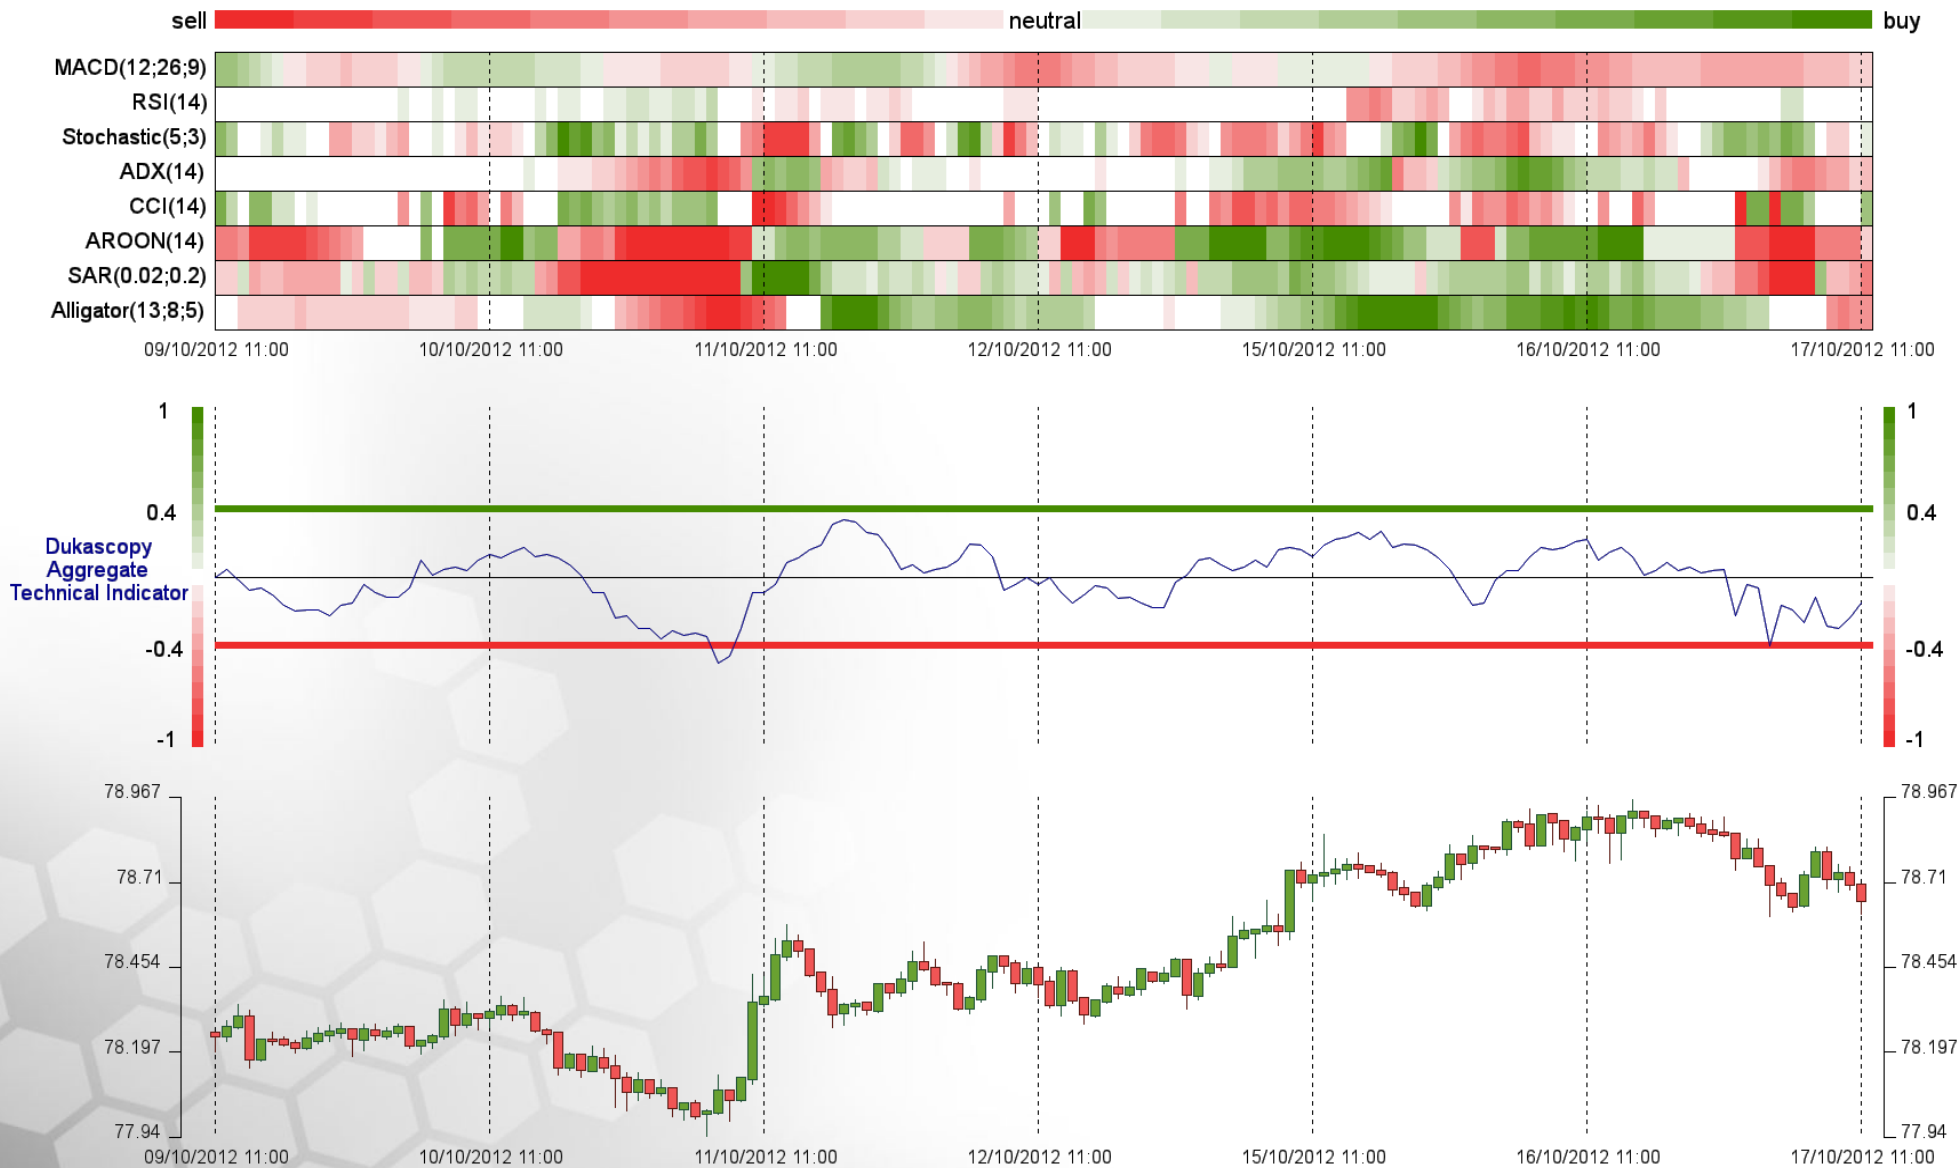 sell neutral buy
MACD(12;26;9)
RSI(14)
Stochastic(5;3)
ADX(14)
CCI(14)
AROON(14)
SAR(0.02;0.2)
Alligator(13;8;5)
09/10/2012 11:00 10/10/2012 11:00 11/10/2012 11:00 12/10/2012 11:00 15/10/2012 11:00 16/10/2012 11:00 17/10/2012 11:00
1 1
0.4 0.4
Dukascopy
Aggregate
Technical Indicator
-0.4 -0.4
-1 -1
78.967 78.967
78.71 78.71
78.454 78.454
78.197 78.197
77.94 77.94
09/10/2012 11:00 10/10/2012 11:00 11/10/2012 11:00 12/10/2012 11:00 15/10/2012 11:00 16/10/2012 11:00 17/10/2012 11:00